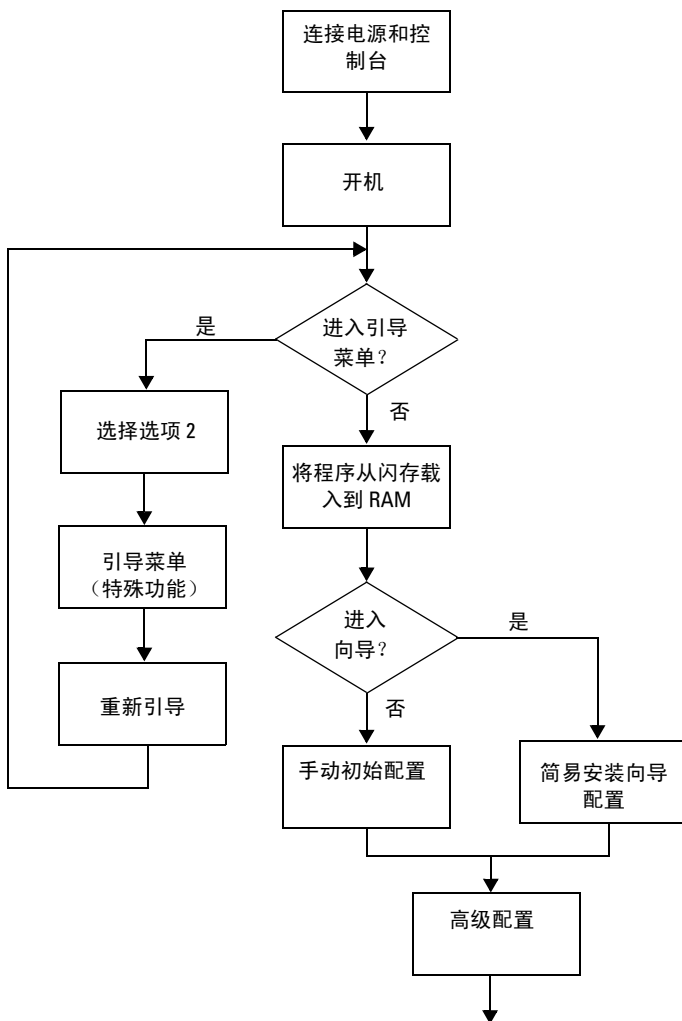 连接电源和控
制台
开机
进入引导
菜单？
是
否
选择选项 2
将程序从闪存载
入到 RAM
引导菜单
（特殊功能）
进入
向导？
是
否
重新引导
手动初始配置
简易安装向导
配置
高级配置